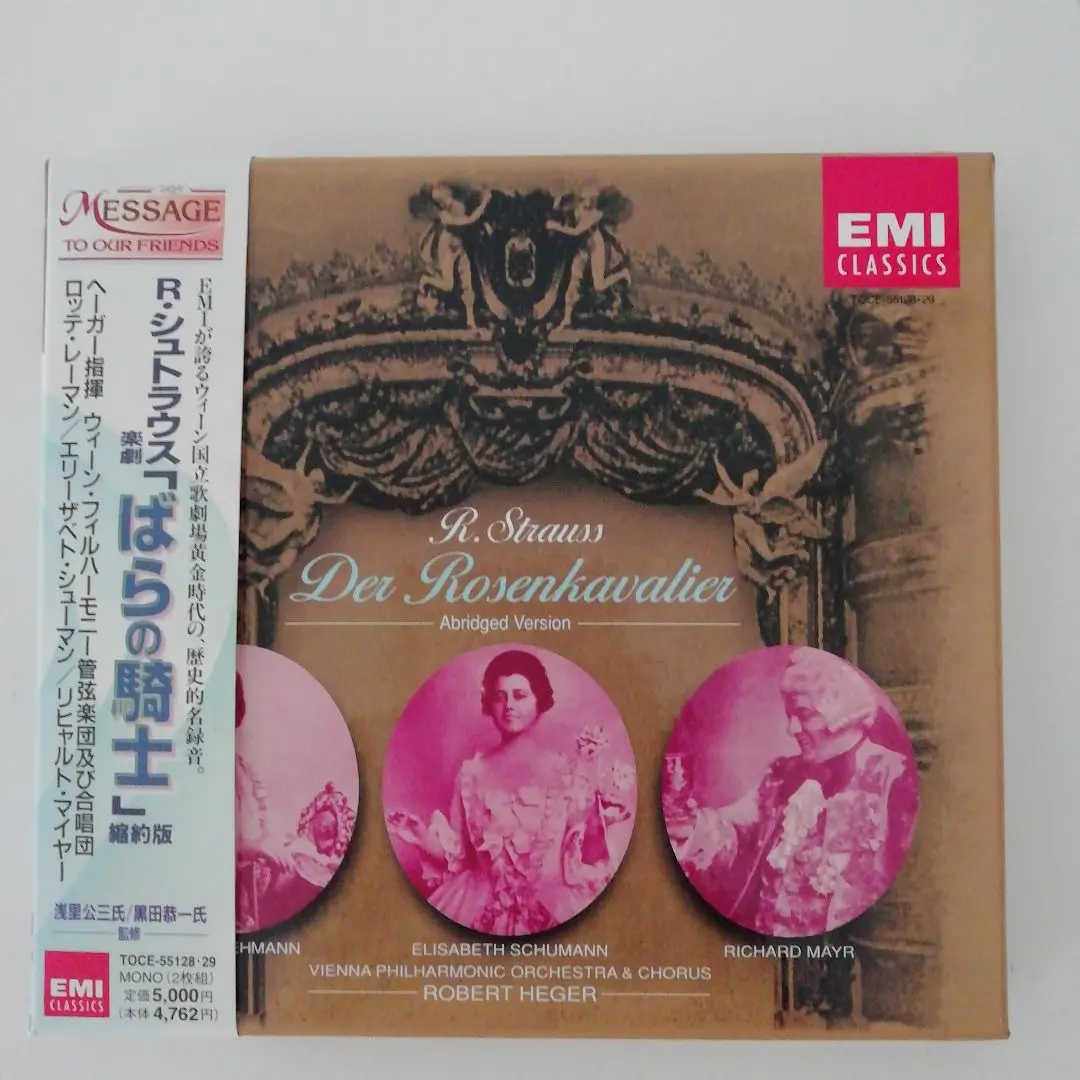 MESSAGE
TO OUR FRIENDS
EMIが誇るウィーン国立歌劇場黄金時代の、歴史的名録音。
R・シュトラウス
楽劇
「ばらの騎士」
縮約版
ヘーガー指揮 ウィーン・フィルハーモニー管弦楽団及び合唱団
ロッテ・レーマン/エリーザベト・シューマン/リヒャルト・マイヤー
浅里公三氏/黒田恭一氏
監修
EMI
CLASSICS
TOCE-55128・29
MONO (2枚組)
定価5,000円
(本体4,762円)
EMI
CLASSICS
TOCE-55128・29
R. Strauss
Der Rosenkavalier
Abridged Version
EHMANN
ELISABETH SCHUMANN
RICHARD MAYR
VIENNA PHILHARMONIC ORCHESTRA & CHORUS
ROBERT HEGER